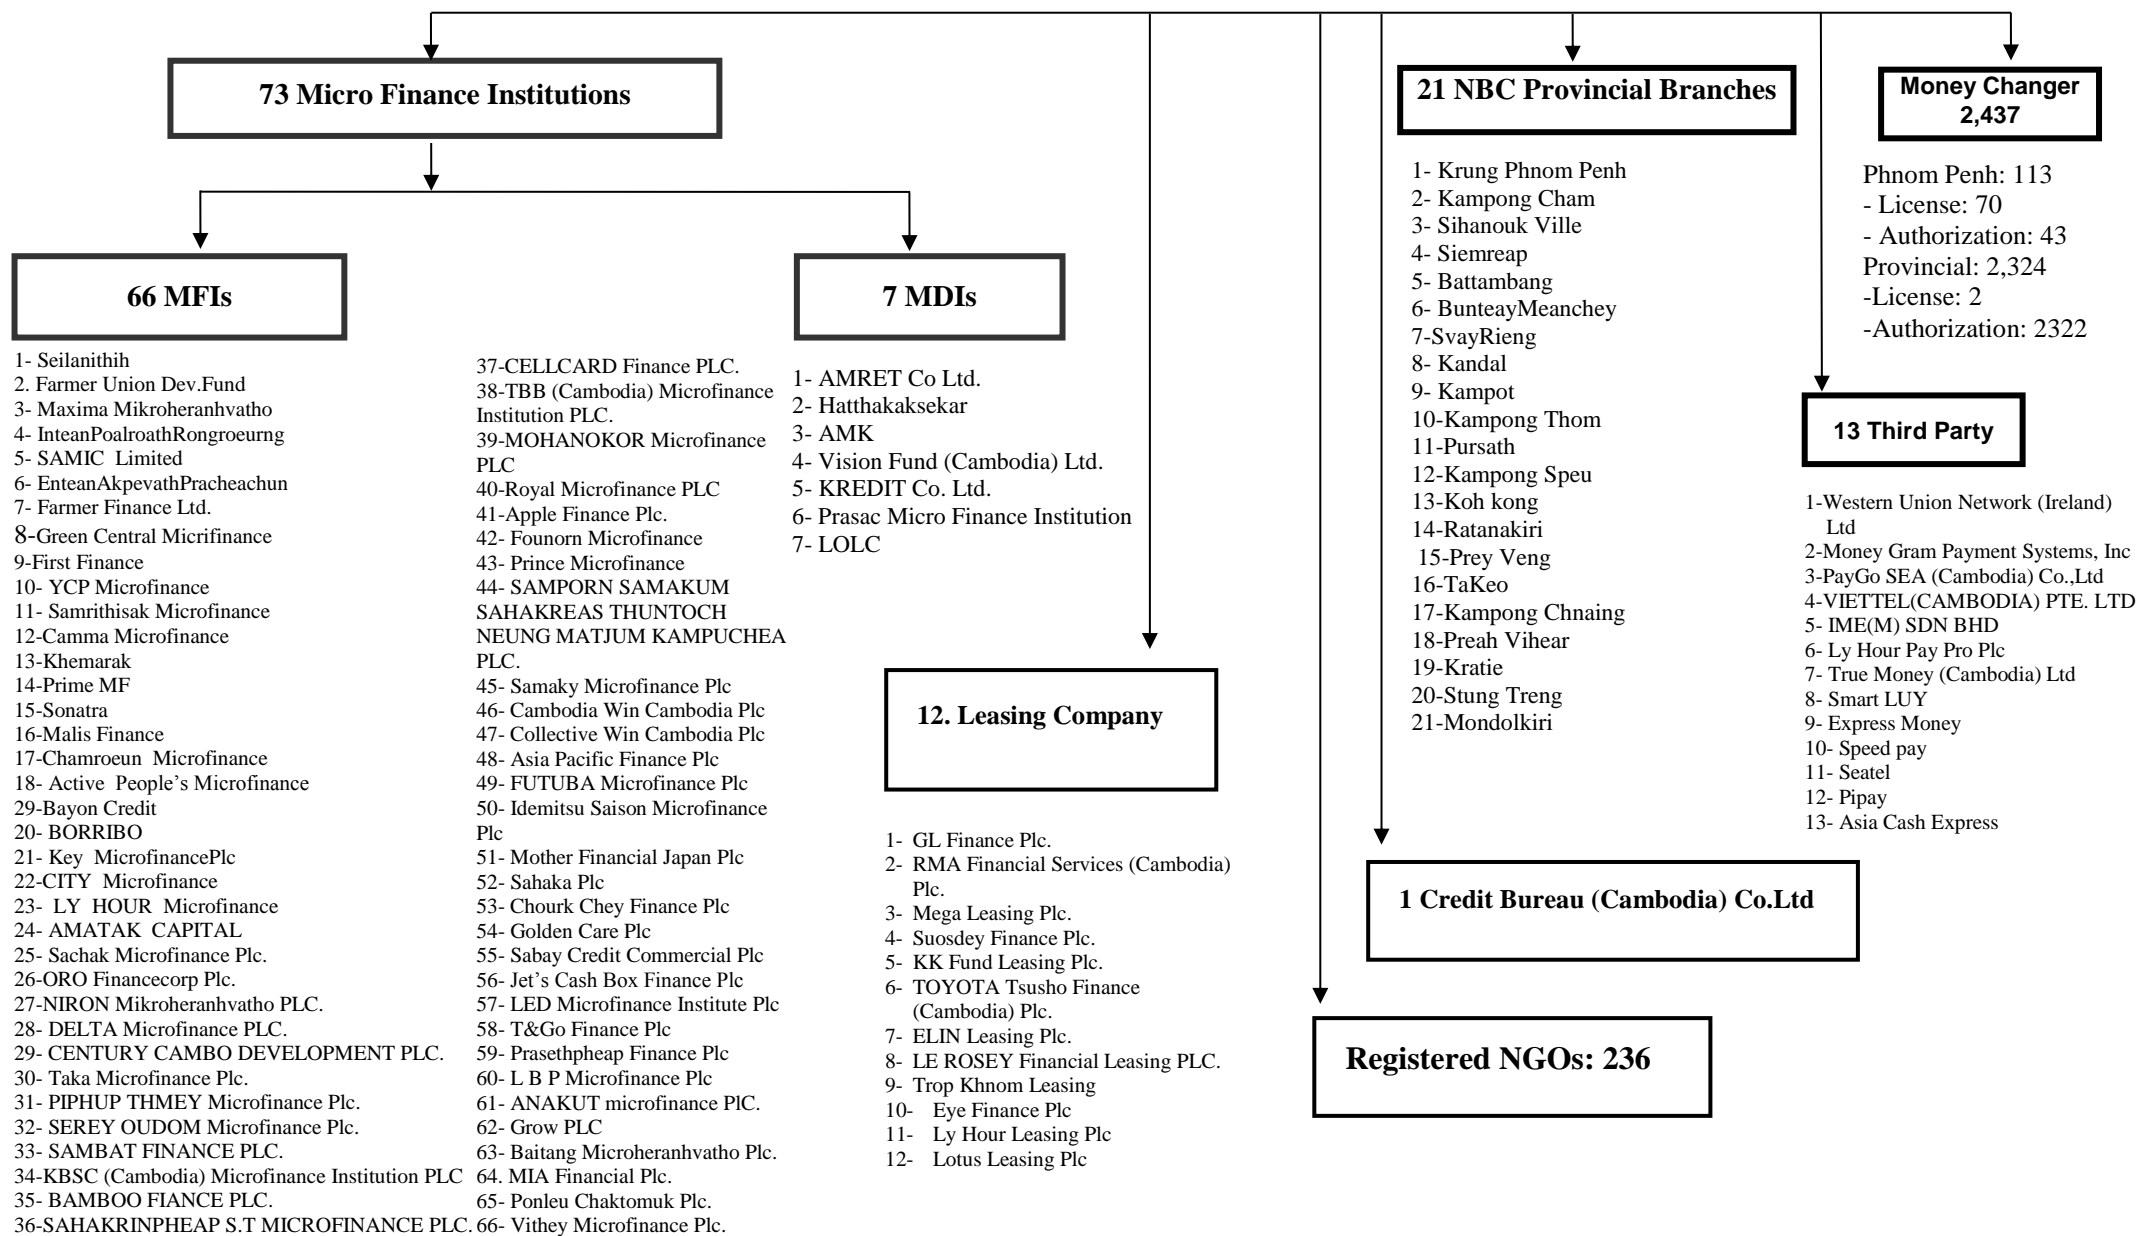 73 Micro Finance Institutions
66 MFIs
1- Seilanithih
2. Farmer Union Dev.Fund
3- Maxima Mikroheranhvatho
4- InteanPoalroathRongroeurng
5- SAMIC Limited
6- EnteanAkpevathPracheachun
7- Farmer Finance Ltd.
8-Green Central Micrifinance
9-First Finance
10- YCP Microfinance
11- Samrithisak Microfinance
12-Camma Microfinance
13-Khemarak
14-Prime MF
15-Sonatra
16-Malis Finance
17-Chamroeun Microfinance
18- Active People’s Microfinance
29-Bayon Credit
20- BORRIBO
21- Key MicrofinancePlc
22-CITY Microfinance
23- LY HOUR Microfinance
24- AMATAK CAPITAL
25- Sachak Microfinance Plc.
26-ORO Financecorp Plc.
27-NIRON Mikroheranhvatho PLC.
28- DELTA Microfinance PLC.
29- CENTURY CAMBO DEVELOPMENT PLC.
30- Taka Microfinance Plc.
31- PIPHUP THMEY Microfinance Plc.
32- SEREY OUDOM Microfinance Plc.
33- SAMBAT FINANCE PLC.
34-KBSC (Cambodia) Microfinance Institution PLC
35- BAMBOO FIANCE PLC.
36-SAHAKRINPHEAP S.T MICROFINANCE PLC.
37-CELLCARD Finance PLC.
38-TBB (Cambodia) Microfinance
Institution PLC.
39-MOHANOKOR Microfinance
PLC
40-Royal Microfinance PLC
41-Apple Finance Plc.
42- Founorn Microfinance
43- Prince Microfinance
44- SAMPORN SAMAKUM
SAHAKREAS THUNTOCH
NEUNG MATJUM KAMPUCHEA
PLC.
45- Samaky Microfinance Plc
46- Cambodia Win Cambodia Plc
47- Collective Win Cambodia Plc
48- Asia Pacific Finance Plc
49- FUTUBA Microfinance Plc
50- Idemitsu Saison Microfinance
Plc
51- Mother Financial Japan Plc
52- Sahaka Plc
53- Chourk Chey Finance Plc
54- Golden Care Plc
55- Sabay Credit Commercial Plc
56- Jet’s Cash Box Finance Plc
57- LED Microfinance Institute Plc
58- T&Go Finance Plc
59- Prasethpheap Finance Plc
60- L B P Microfinance Plc
61- ANAKUT microfinance PlC.
62- Grow PLC
63- Baitang Microheranhvatho Plc.
64. MIA Financial Plc.
65- Ponleu Chaktomuk Plc.
66- Vithey Microfinance Plc.
7 MDIs
1- AMRET Co Ltd.
2- Hatthakaksekar
3- AMK
4- Vision Fund (Cambodia) Ltd.
5- KREDIT Co. Ltd.
6- Prasac Micro Finance Institution
7- LOLC
12. Leasing Company
1- GL Finance Plc.
2- RMA Financial Services (Cambodia)
Plc.
3- Mega Leasing Plc.
4- Suosdey Finance Plc.
5- KK Fund Leasing Plc.
6- TOYOTA Tsusho Finance
(Cambodia) Plc.
7- ELIN Leasing Plc.
8- LE ROSEY Financial Leasing PLC.
9- Trop Khnom Leasing
10- Eye Finance Plc
11- Ly Hour Leasing Plc
12- Lotus Leasing Plc
21 NBC Provincial Branches
1- Krung Phnom Penh
2- Kampong Cham
3- Sihanouk Ville
4- Siemreap
5- Battambang
6- BunteayMeanchey
7-SvayRieng
8- Kandal
9- Kampot
10-Kampong Thom
11-Pursath
12-Kampong Speu
13-Koh kong
14-Ratanakiri
15-Prey Veng
16-TaKeo
17-Kampong Chnaing
18-Preah Vihear
19-Kratie
20-Stung Treng
21-Mondolkiri
1 Credit Bureau (Cambodia) Co.Ltd
Registered NGOs: 236
Money Changer
2,437
Phnom Penh: 113
- License: 70
- Authorization: 43
Provincial: 2,324
-License: 2
-Authorization: 2322
13 Third Party
1-Western Union Network (Ireland)
Ltd
2-Money Gram Payment Systems, Inc
3-PayGo SEA (Cambodia) Co.,Ltd
4-VIETTEL(CAMBODIA) PTE. LTD
5- IME(M) SDN BHD
6- Ly Hour Pay Pro Plc
7- True Money (Cambodia) Ltd
8- Smart LUY
9- Express Money
10- Speed pay
11- Seatel
12- Pipay
13- Asia Cash Express